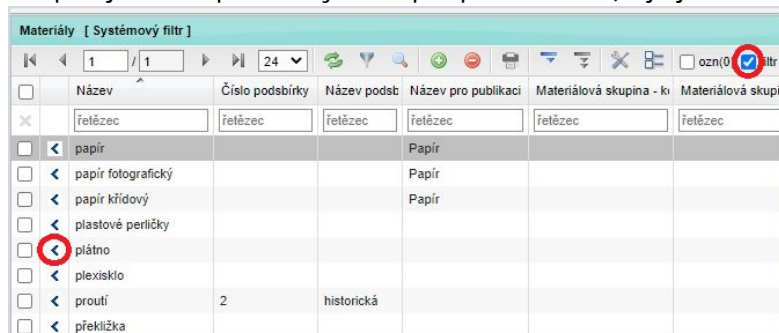 Materiály [ Systémový filtr ]
1 / 1 24 ozn(0) filtr
Název Číslo podsbírky Název podsb Název pro publikaci Materiálová skupina - k Materiálová skupi
řetězec řetězec řetězec řetězec řetězec řetězec
papír Papír
papír fotografický Papír
papír křídový Papír
plastové perličky
plátno
plexisklo
proutí 2 historická
překližka